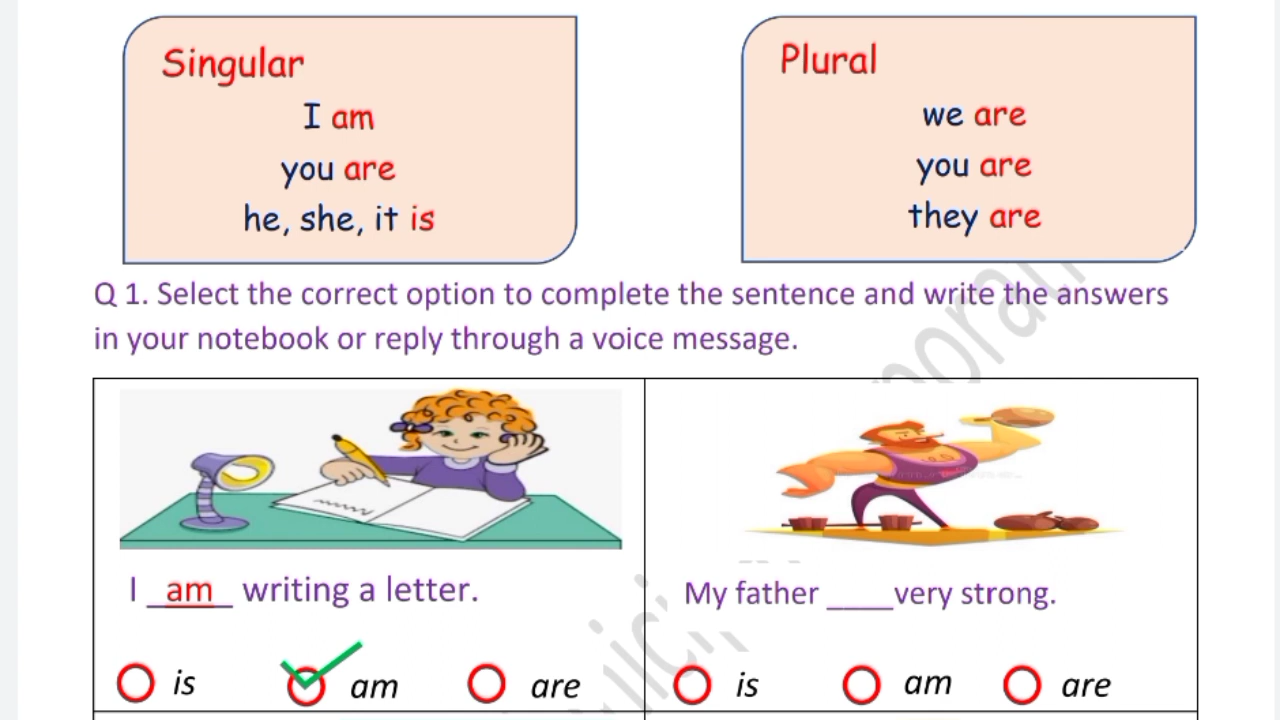 Singular
I am
you are
he, she, it is
Plural
we are
you are
they are
Q 1. Select the correct option to complete the sentence and write the answers
in your notebook or reply through a voice message.
I __am__ writing a letter.
is am are
My father ____very strong.
is am are